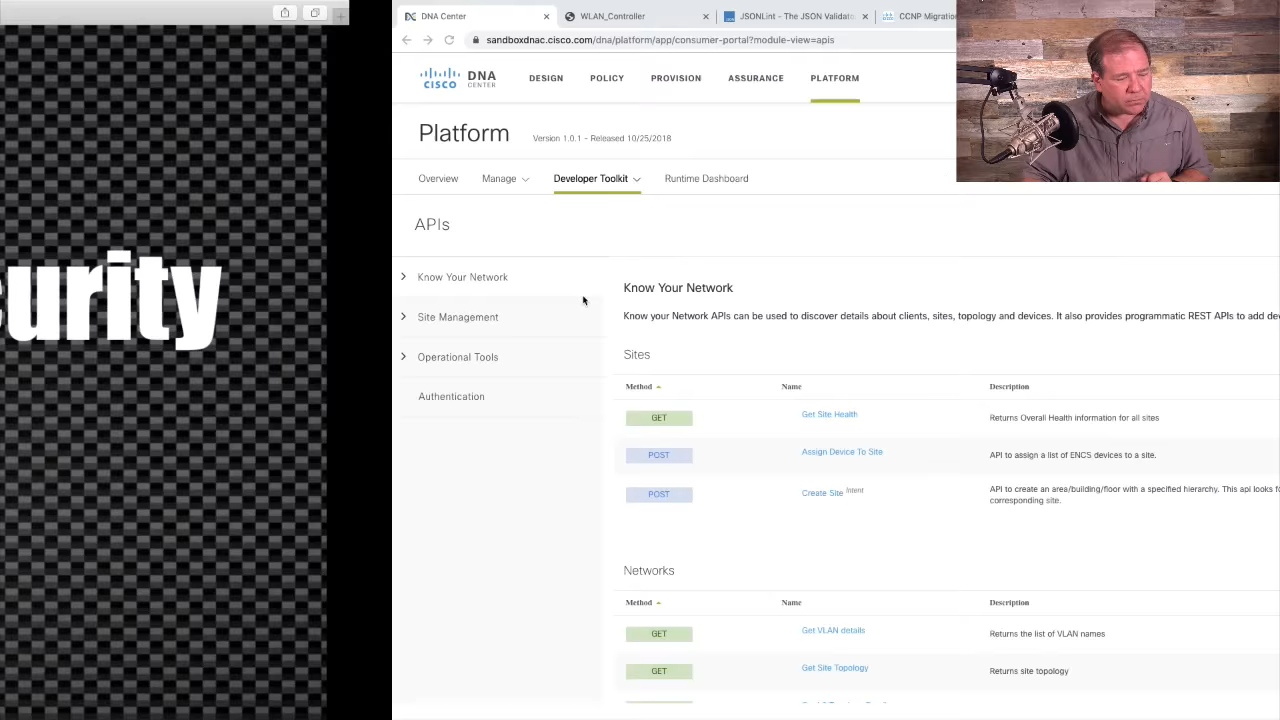 curity
DNA Center
WLAN_Controller
JSONLint - The JSON Validato
CCNP Migration
sandboxdnac.cisco.com/dna/platform/app/consumer-portal?module-view=apis
cisco
DNA
CENTER
DESIGN
POLICY
PROVISION
ASSURANCE
PLATFORM
Platform
Version 1.0.1 - Released 10/25/2018
Overview
Manage
Developer Toolkit
Runtime Dashboard
APIs
Know Your Network
Site Management
Operational Tools
Authentication
Know Your Network
Know your Network APIs can be used to discover details about clients, sites, topology and devices. It also provides programmatic REST APIs to add de
Sites
Method Name Description
GET Get Site Health Returns Overall Health information for all sites
POST Assign Device To Site API to assign a list of ENCS devices to a site.
POST Create Site Intent API to create an area/building/floor with a specified hierarchy. This api looks fo
corresponding site.
Networks
Method Name Description
GET Get VLAN details Returns the list of VLAN names
GET Get Site Topology Returns site topology